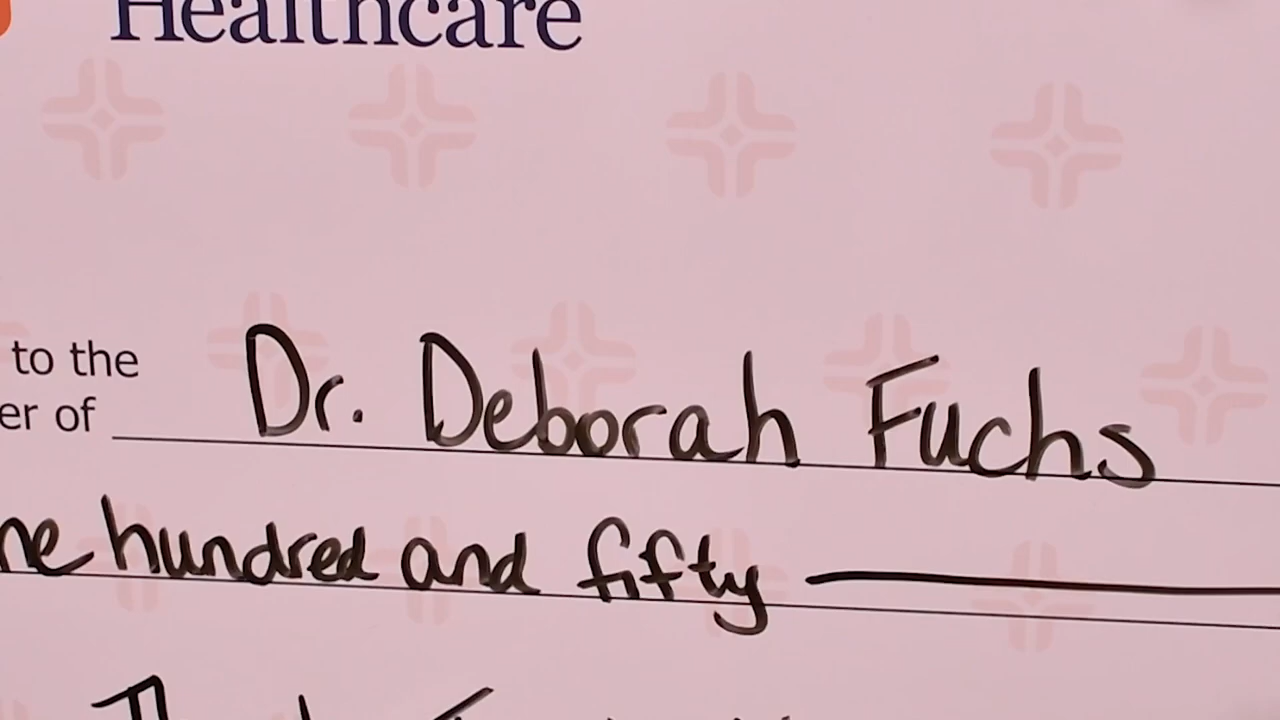 Healthcare
to the
er of Dr. Deborah Fuchs
ne hundred and fifty